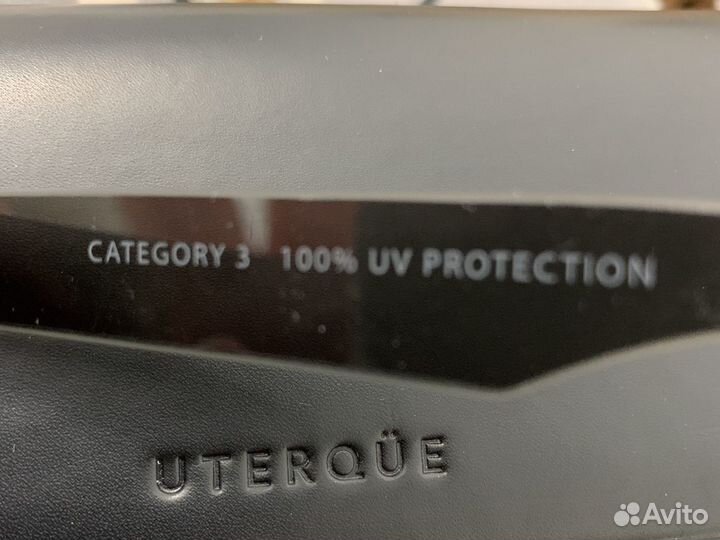 CATEGORY 3 100% UV PROTECTION
UTERQÜE
Avito